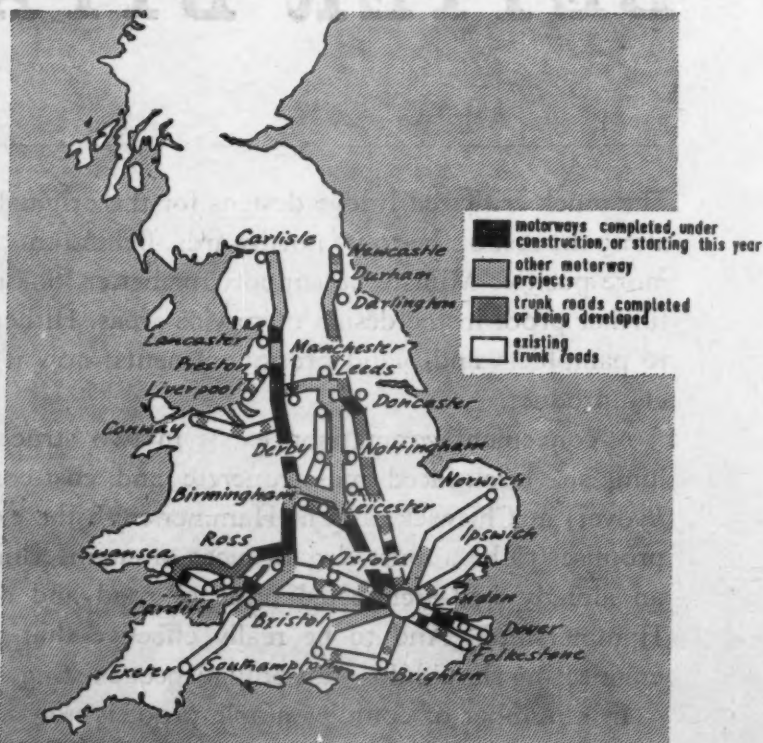 Carlisle
Newcastle
Durham
Darlington
motorways completed, under
construction, or starting this year
other motorway
projects
trunk roads completed
or being developed
existing
trunk roads
Lancaster
Preston
Liverpool
Manchester
Leeds
Conway
Doncaster
Derby
Nottingham
Birmingham
Leicester
Norwich
Ipswich
Swansea
Ross
Oxford
London
Cardiff
Bristol
Dover
Folkestone
Exeter
Southampton
Brighton